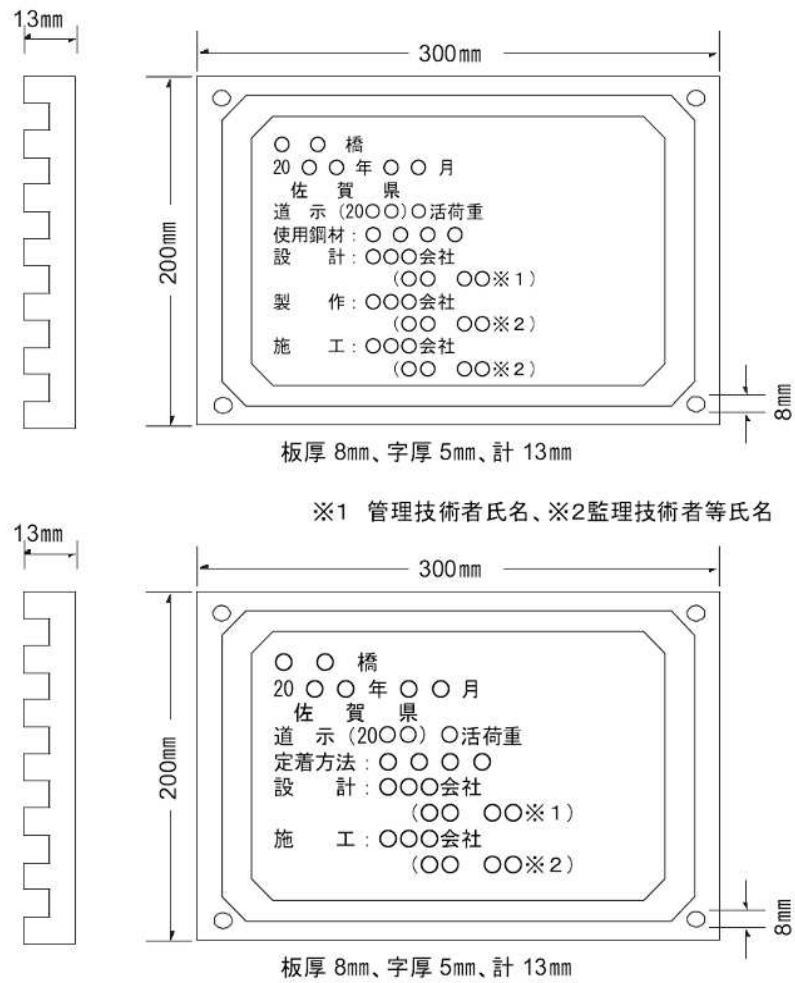 13mm
300mm
200mm
○ ○ 橋
20 ○ ○ 年 ○ ○ 月
佐 賀 県
道 示 (20○○)○活荷重
使用鋼材:○ ○ ○ ○
設 計:○○○会社
(○○ ○○※1)
製 作:○○○会社
(○○ ○○※2)
施 工:○○○会社
(○○ ○○※2)
8mm
板厚 8mm、字厚 5mm、計 13mm
※1 管理技術者氏名、※2監理技術者等氏名
13mm
300mm
200mm
○ ○ 橋
20 ○ ○ 年 ○ ○ 月
佐 賀 県
道 示 (20○○) ○活荷重
定着方法:○ ○ ○ ○
設 計:○○○会社
(○○ ○○※1)
施 工:○○○会社
(○○ ○○※2)
8mm
板厚 8mm、字厚 5mm、計 13mm